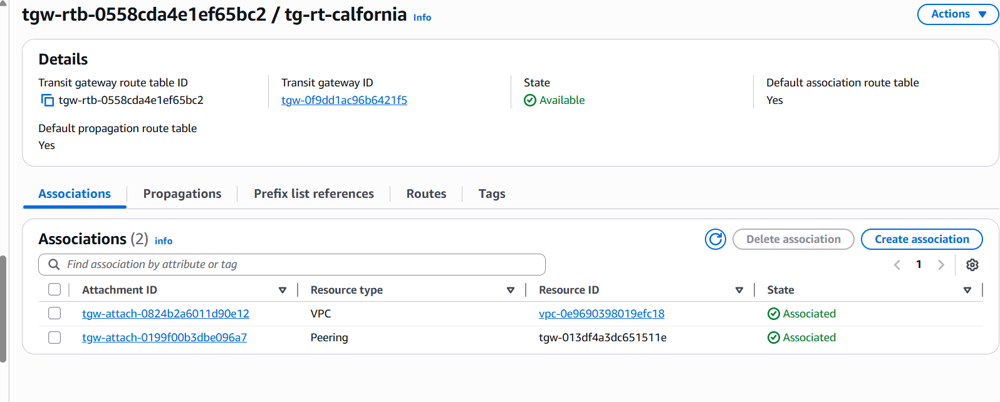 tgw-rtb-0558cda4e1ef65bc2 / tg-rt-calfornia Info
Actions
Details
Transit gateway route table ID
tgw-rtb-0558cda4e1ef65bc2
Transit gateway ID
tgw-0f9dd1ac96b6421f5
State
Available
Default association route table
Yes
Default propagation route table
Yes
Associations Propagations Prefix list references Routes Tags
Associations (2) info
Delete association Create association
Find association by attribute or tag
1
Attachment ID Resource type Resource ID State
tgw-attach-0824b2a6011d90e12 VPC vpc-0e9690398019efc18 Associated
tgw-attach-0199f00b3dbe096a7 Peering tgw-013df4a3dc651511e Associated